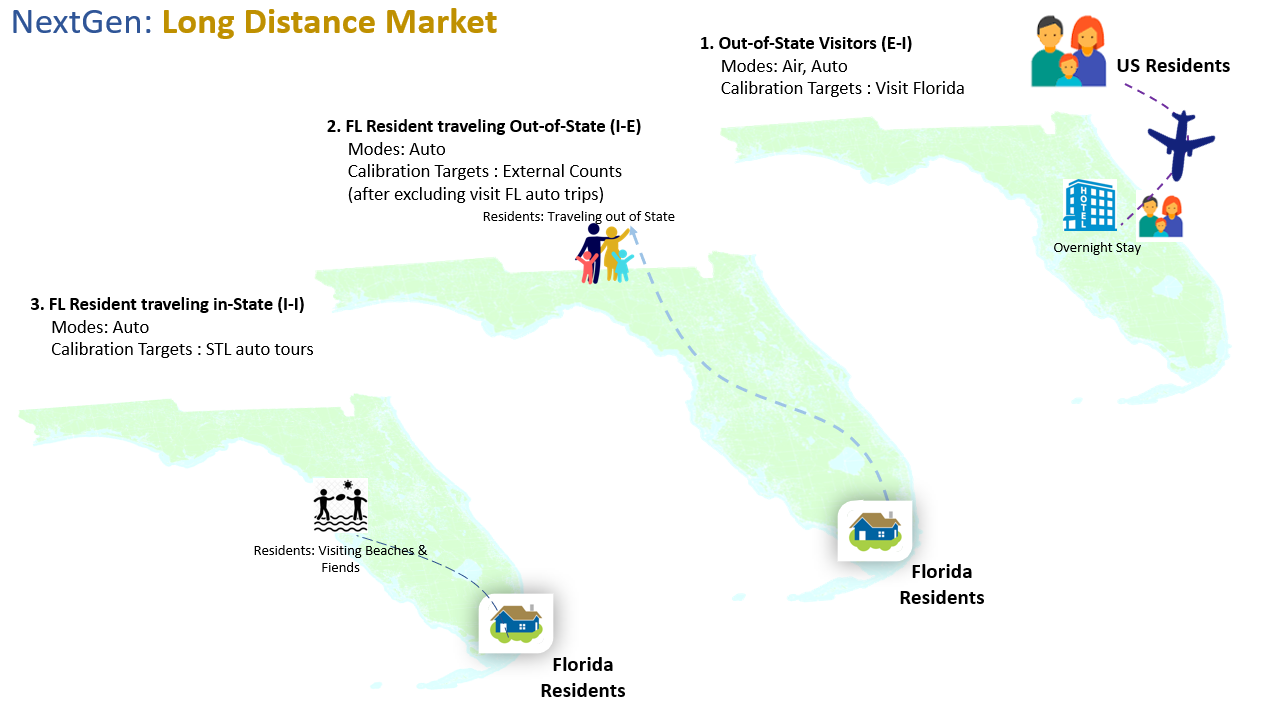 NextGen: Long Distance Market
1. Out-of-State Visitors (E-I)
Modes: Air, Auto
Calibration Targets : Visit Florida
US Residents
HOTEL
Overnight Stay
2. FL Resident traveling Out-of-State (I-E)
Modes: Auto
Calibration Targets : External Counts
(after excluding visit FL auto trips)
Residents: Traveling out of State
Florida
Residents
3. FL Resident traveling in-State (I-I)
Modes: Auto
Calibration Targets : STL auto tours
Residents: Visiting Beaches &
Fiends
Florida
Residents